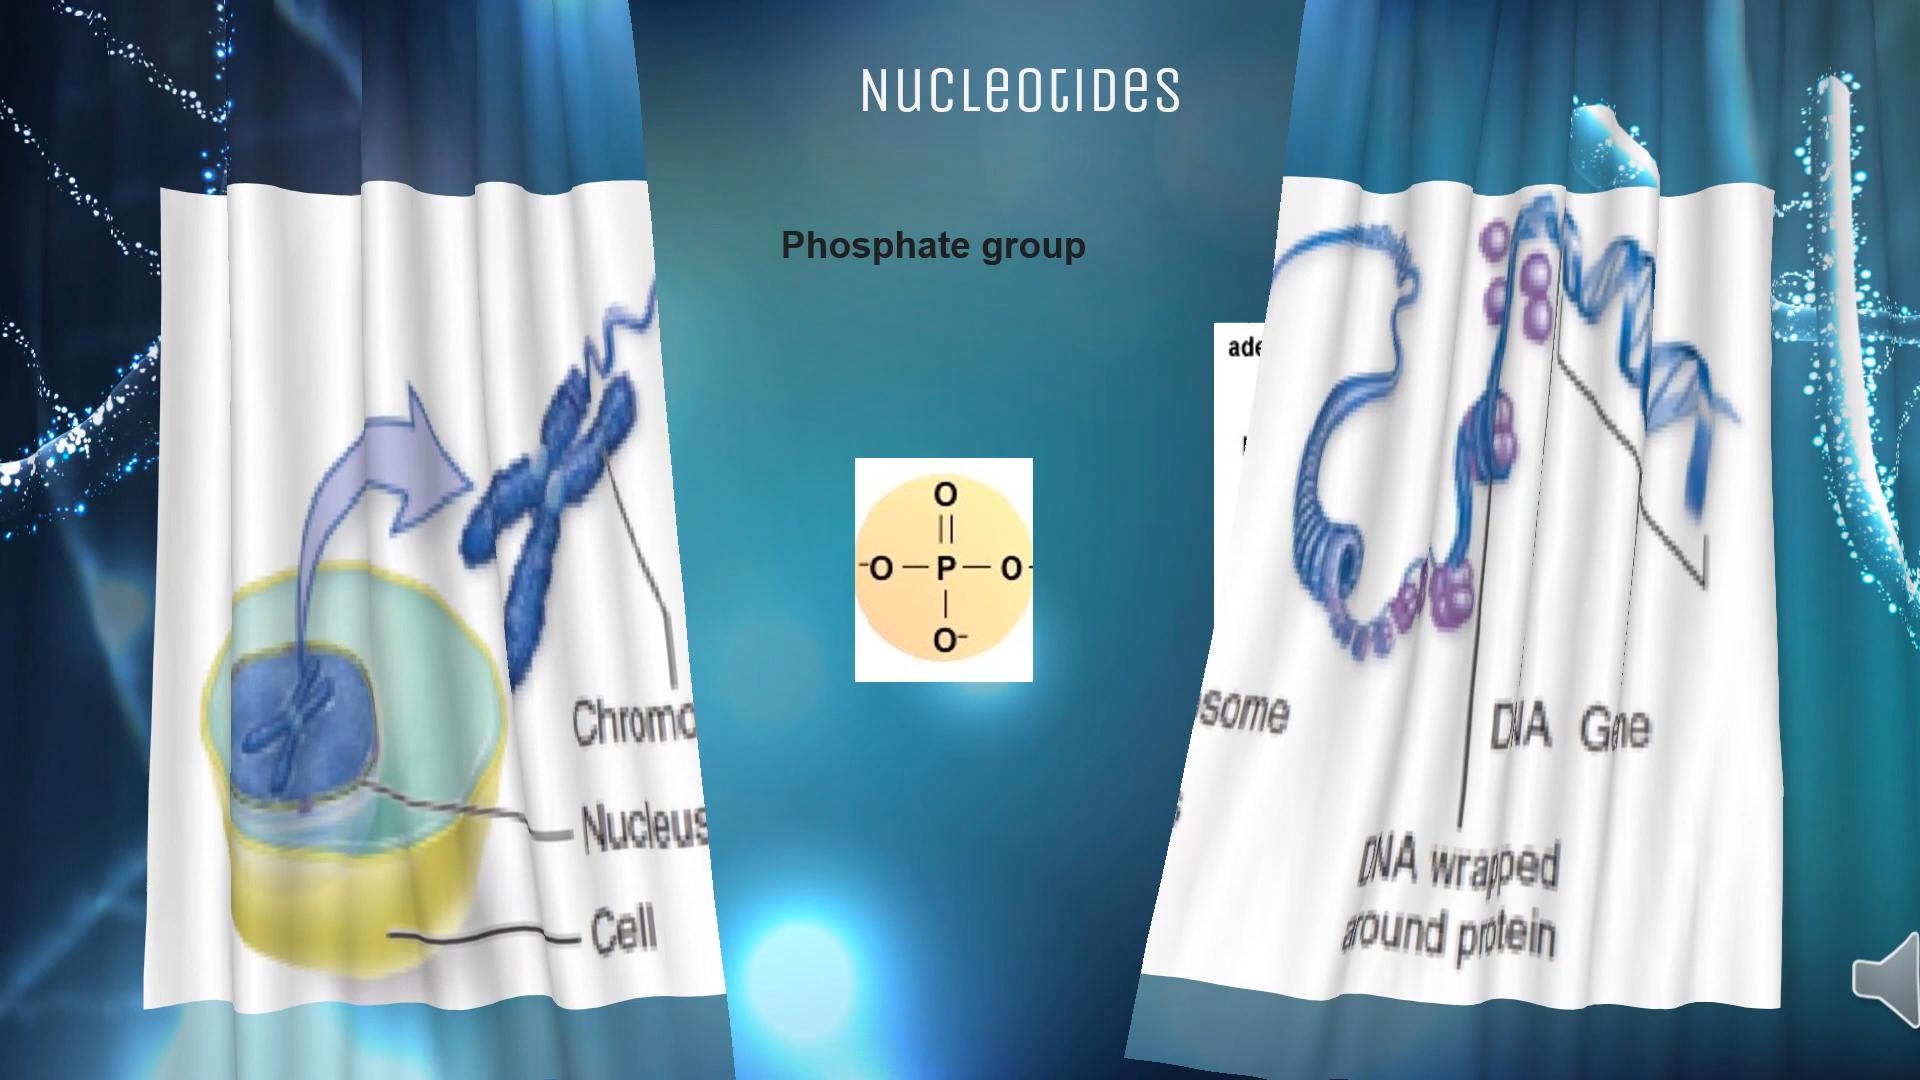 NUCLEOTIDES
Phosphate group
O
-O — P — O-
O-
Chromo
Nucleus
Cell
ade
some
DNA Gene
DNA wrapped
around protein